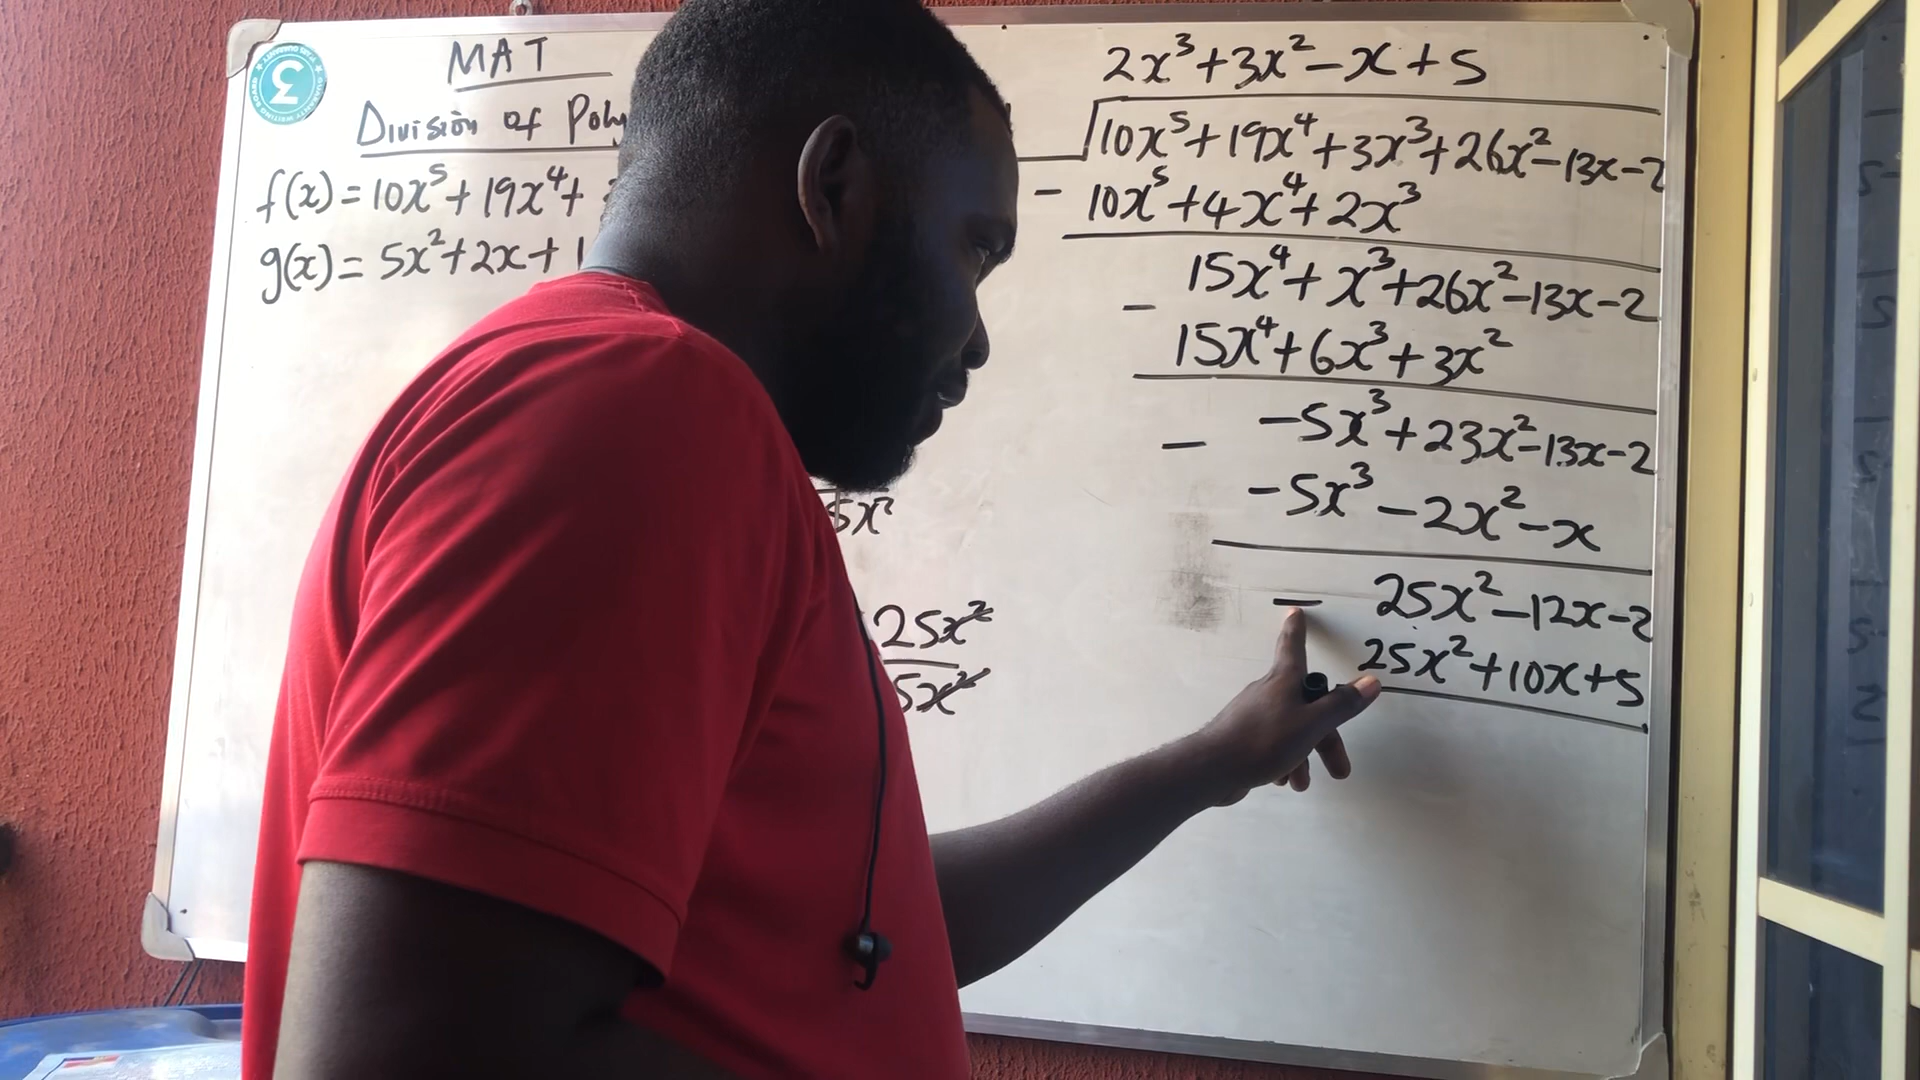 MAT
Division of
f(x) = 10x⁵ + 19x⁴ +
g(x) = 5x² + 2x + 1
5x²
25x²
5x²
2x³ + 3x² - x + 5
10x⁵ + 19x⁴ + 3x³ + 26x² - 13x - 2
- 10x⁵ + 4x⁴ + 2x³
15x⁴ + x³ + 26x² - 13x - 2
-
15x⁴ + 6x³ + 3x²
-5x³ + 23x² - 13x - 2
-
-5x³ - 2x² - x
- 25x² - 12x - 2
25x² + 10x + 5